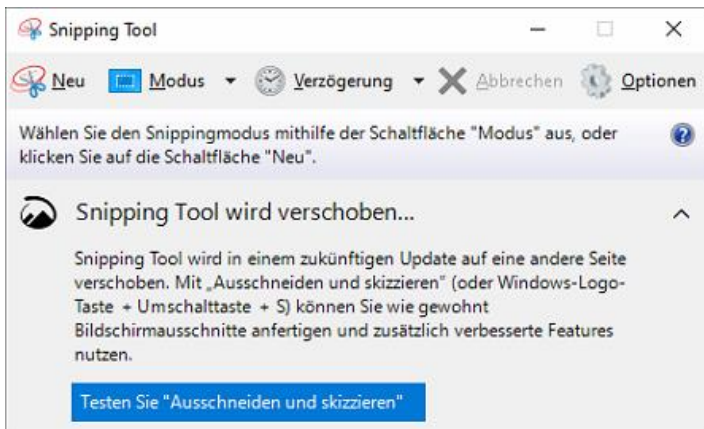 Snipping Tool
Neu Modus Verzögerung Abbrechen Optionen
Wählen Sie den Snippingmodus mithilfe der Schaltfläche "Modus" aus, oder
klicken Sie auf die Schaltfläche "Neu".
Snipping Tool wird verschoben...
Snipping Tool wird in einem zukünftigen Update auf eine andere Seite
verschoben. Mit „Ausschneiden und skizzieren" (oder Windows-Logo-
Taste + Umschalttaste + S) können Sie wie gewohnt
Bildschirmausschnitte anfertigen und zusätzlich verbesserte Features
nutzen.
Testen Sie "Ausschneiden und skizzieren"